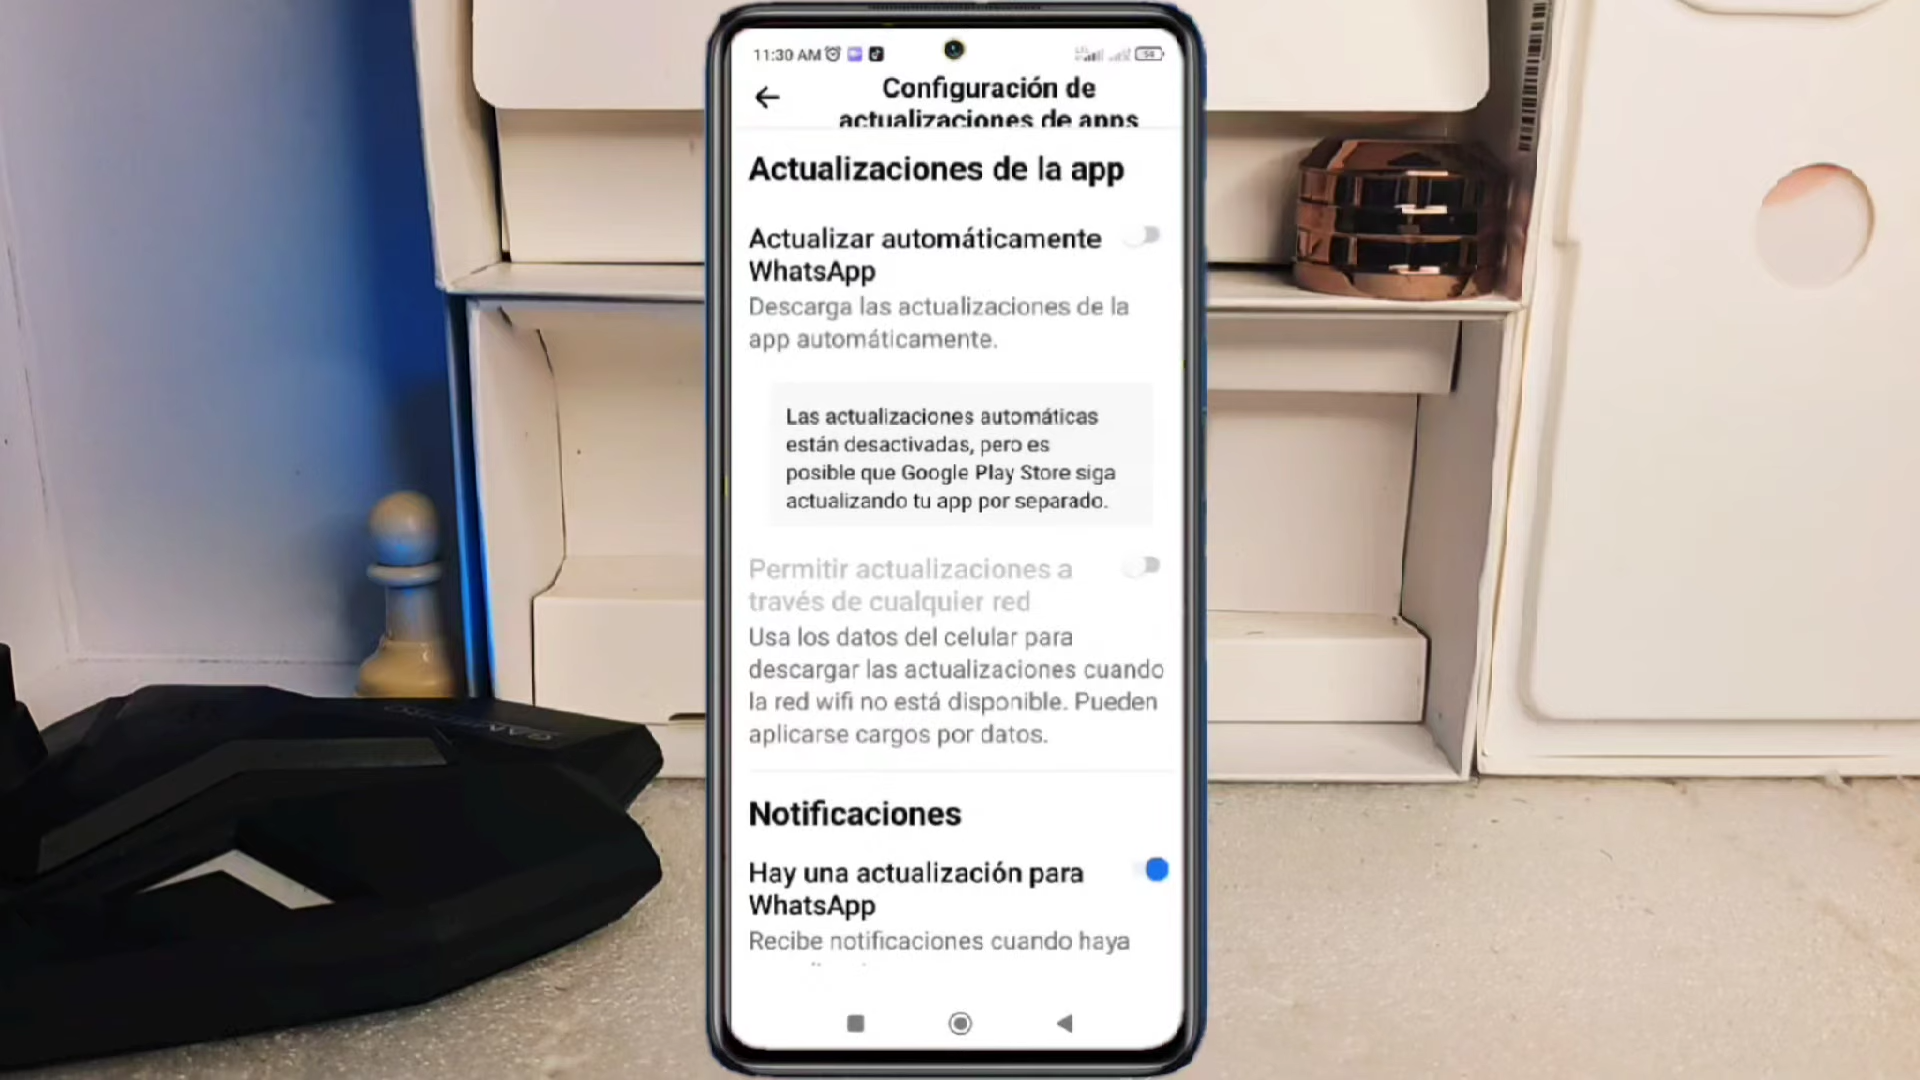 11:30 AM
54
Configuración de
actualizaciones de apps
Actualizaciones de la app
Actualizar automáticamente
WhatsApp
Descarga las actualizaciones de la
app automáticamente.
Las actualizaciones automáticas
están desactivadas, pero es
posible que Google Play Store siga
actualizando tu app por separado.
Permitir actualizaciones a
través de cualquier red
Usa los datos del celular para
descargar las actualizaciones cuando
la red wifi no está disponible. Pueden
aplicarse cargos por datos.
Notificaciones
Hay una actualización para
WhatsApp
Recibe notificaciones cuando haya